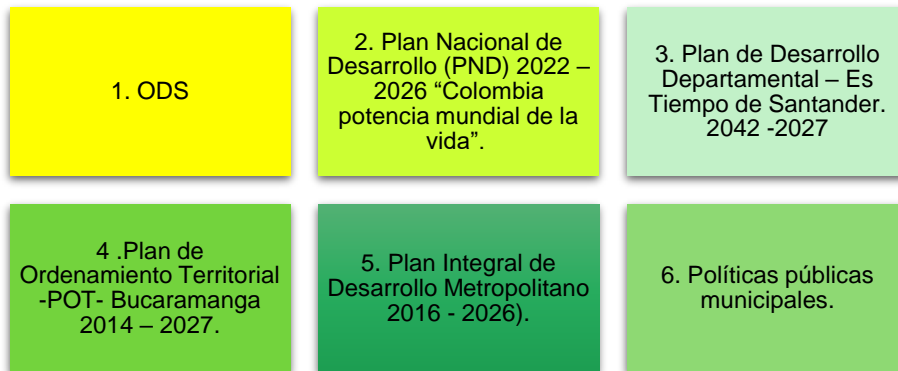 1. ODS
2. Plan Nacional de
Desarrollo (PND) 2022 –
2026 “Colombia
potencia mundial de la
vida”.
3. Plan de Desarrollo
Departamental – Es
Tiempo de Santander.
2042 -2027
4 .Plan de
Ordenamiento Territorial
-POT- Bucaramanga
2014 – 2027.
5. Plan Integral de
Desarrollo Metropolitano
2016 - 2026).
6. Políticas públicas
municipales.